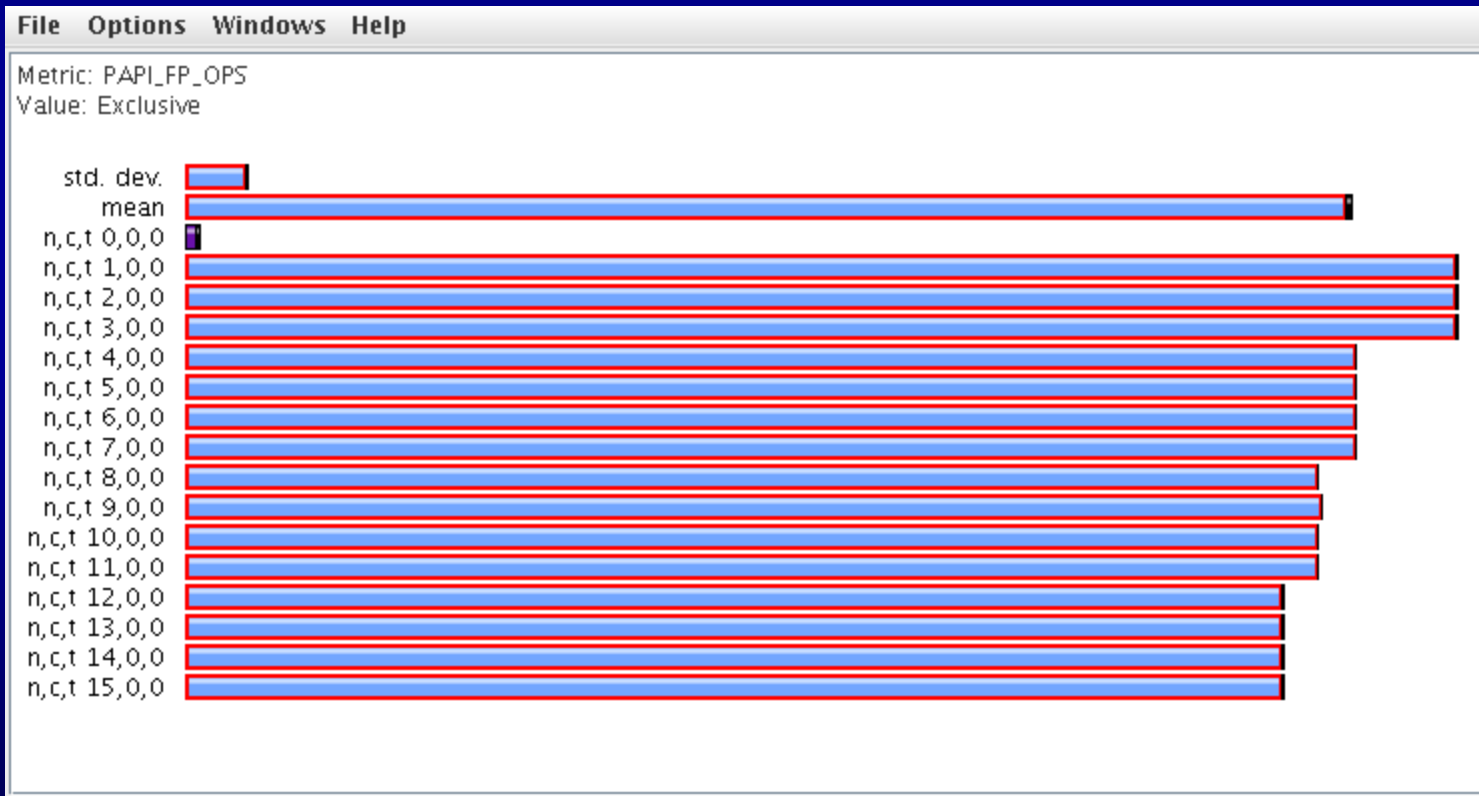 File Options Windows Help
Metric: PAPI_FP_OPS
Value: Exclusive
std. dev.
mean
n,c,t 0,0,0
n,c,t 1,0,0
n,c,t 2,0,0
n,c,t 3,0,0
n,c,t 4,0,0
n,c,t 5,0,0
n,c,t 6,0,0
n,c,t 7,0,0
n,c,t 8,0,0
n,c,t 9,0,0
n,c,t 10,0,0
n,c,t 11,0,0
n,c,t 12,0,0
n,c,t 13,0,0
n,c,t 14,0,0
n,c,t 15,0,0